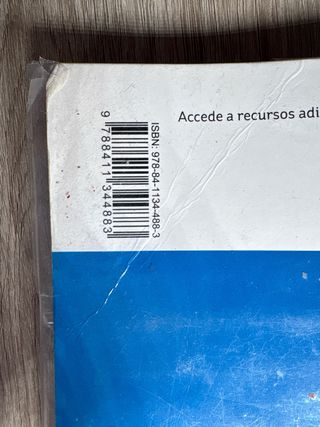 Accede a recursos adi
ISBN: 978-84-1134-488-3
9 788411 344883